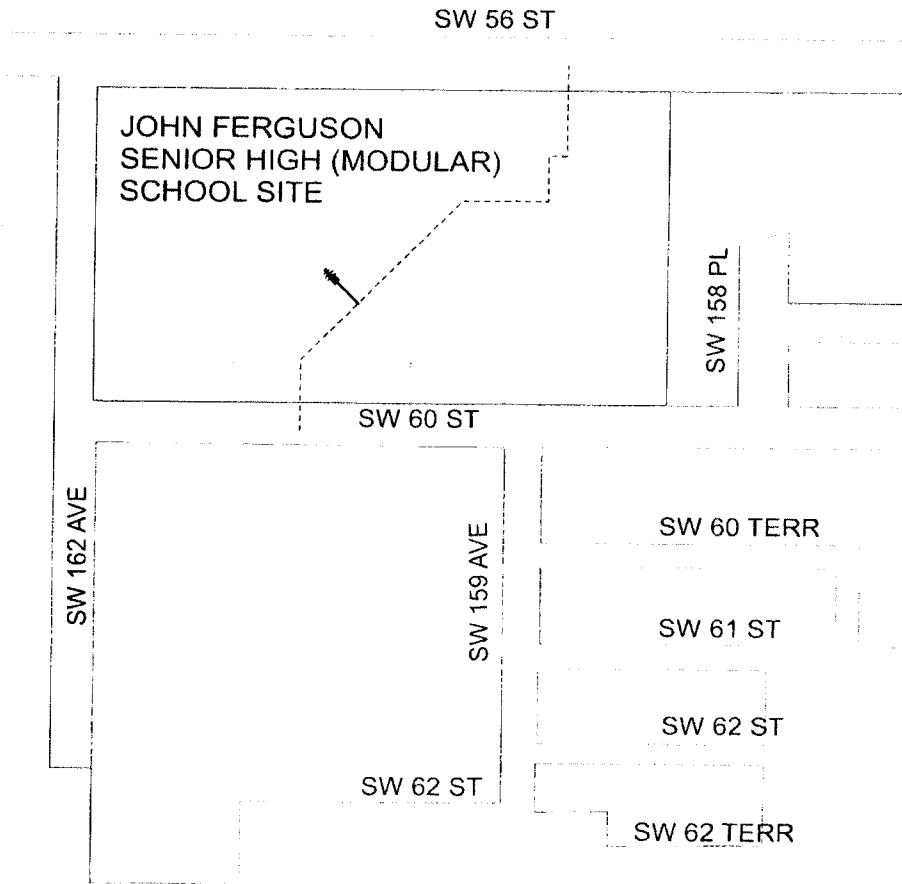 SW 56 ST
JOHN FERGUSON
SENIOR HIGH (MODULAR)
SCHOOL SITE
SW 158 PL
SW 60 ST
SW 162 AVE
SW 159 AVE
SW 60 TERR
SW 61 ST
SW 62 ST
SW 62 ST
SW 62 TERR